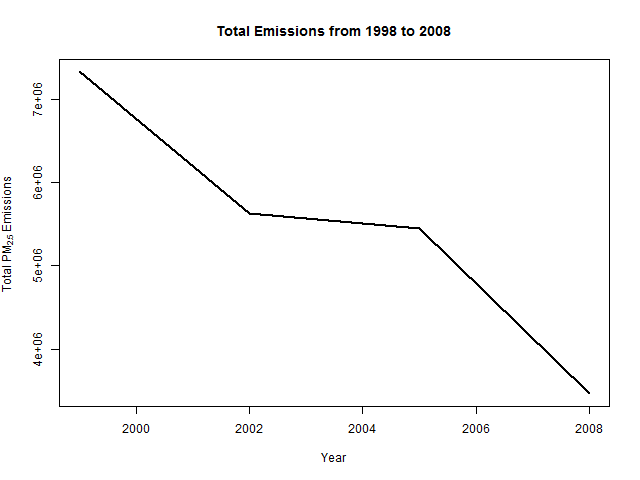 Total Emissions from 1998 to 2008
Total PM2.5 Emissions
7e+06
6e+06
5e+06
4e+06
2000 2002 2004 2006 2008
Year